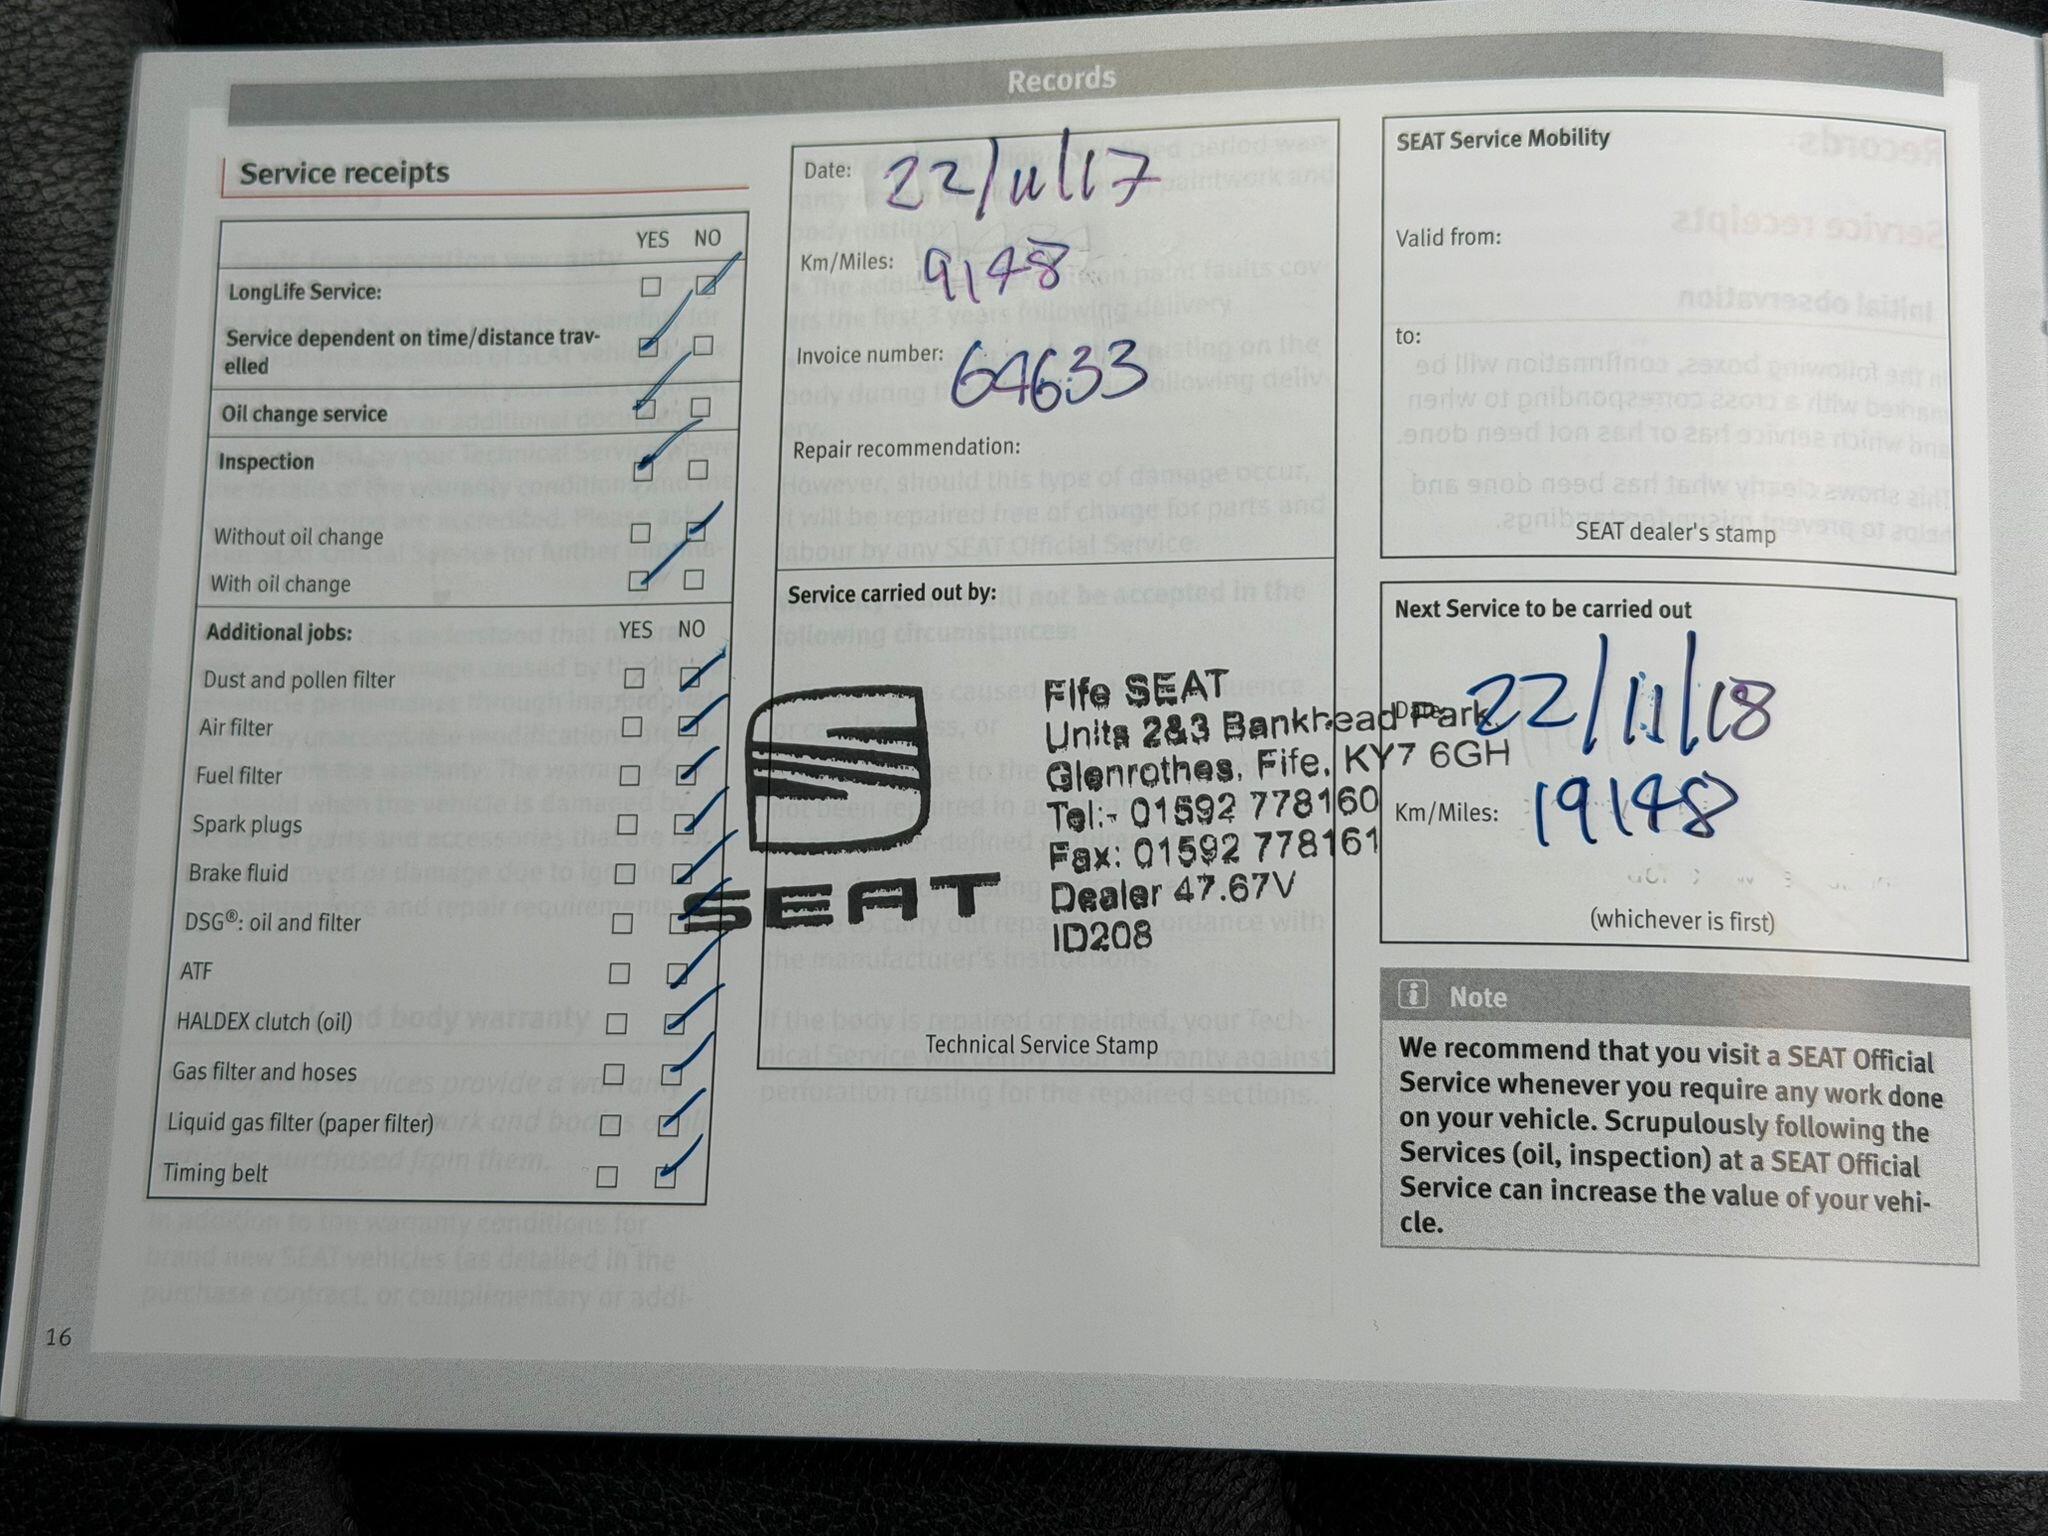 Records
Service receipts
YES NO
LongLife Service:
Service dependent on time/distance trav-
elled
Oil change service
Inspection
Without oil change
With oil change
Additional jobs: YES NO
Dust and pollen filter
Air filter
Fuel filter
Spark plugs
Brake fluid
DSG®: oil and filter
ATF
HALDEX clutch (oil)
Gas filter and hoses
Liquid gas filter (paper filter)
Timing belt
Date: 22/11/17
Km/Miles: 9148
Invoice number: 64633
Repair recommendation:
Service carried out by:
SEAT
Fife SEAT
Units 2&3 Bankhead Park,
Glenrothes, Fife, KY7 6GH
Tel:- 01592 778160
Fax: 01592 778161
Dealer 47.67V
ID208
Technical Service Stamp
SEAT Service Mobility
Valid from:
to:
SEAT dealer's stamp
Next Service to be carried out
Date: 22/11/18
Km/Miles: 19148
(whichever is first)
i Note
We recommend that you visit a SEAT Official
Service whenever you require any work done
on your vehicle. Scrupulously following the
Services (oil, inspection) at a SEAT Official
Service can increase the value of your vehi-
cle.
16